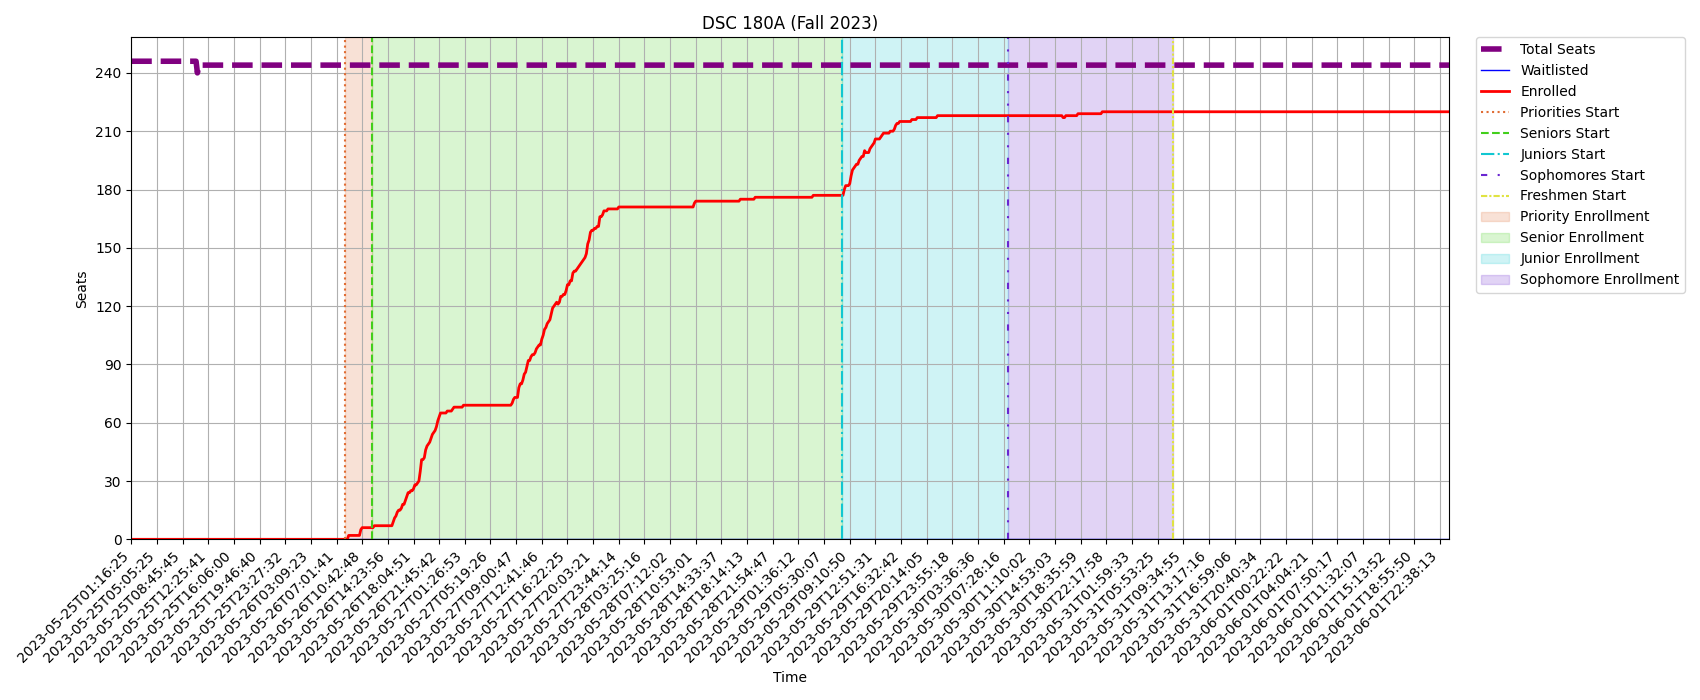 DSC 180A (Fall 2023)
Seats
240
210
180
150
120
90
60
30
0
2023-05-25T01:16:25
2023-05-25T05:05:25
2023-05-25T08:45:45
2023-05-25T12:25:41
2023-05-25T16:06:00
2023-05-25T19:46:40
2023-05-25T23:27:32
2023-05-26T03:09:23
2023-05-26T07:01:41
2023-05-26T10:42:48
2023-05-26T14:23:56
2023-05-26T18:04:51
2023-05-26T21:45:42
2023-05-27T01:26:53
2023-05-27T05:19:26
2023-05-27T09:00:47
2023-05-27T12:41:46
2023-05-27T16:22:25
2023-05-27T20:03:21
2023-05-27T23:44:14
2023-05-28T03:25:16
2023-05-28T07:12:02
2023-05-28T10:53:01
2023-05-28T14:33:37
2023-05-28T18:14:13
2023-05-28T21:54:47
2023-05-29T01:36:12
2023-05-29T05:30:07
2023-05-29T09:10:50
2023-05-29T12:51:31
2023-05-29T16:32:42
2023-05-29T20:14:05
2023-05-29T23:55:18
2023-05-30T03:36:36
2023-05-30T07:28:16
2023-05-30T11:10:02
2023-05-30T14:53:03
2023-05-30T18:35:59
2023-05-30T22:17:58
2023-05-31T01:59:33
2023-05-31T05:53:25
2023-05-31T09:34:55
2023-05-31T13:17:16
2023-05-31T16:59:06
2023-05-31T20:40:34
2023-06-01T00:22:22
2023-06-01T04:04:21
2023-06-01T07:50:17
2023-06-01T11:32:07
2023-06-01T15:13:52
2023-06-01T18:55:50
2023-06-01T22:38:13
Time
Total Seats
Waitlisted
Enrolled
Priorities Start
Seniors Start
Juniors Start
Sophomores Start
Freshmen Start
Priority Enrollment
Senior Enrollment
Junior Enrollment
Sophomore Enrollment